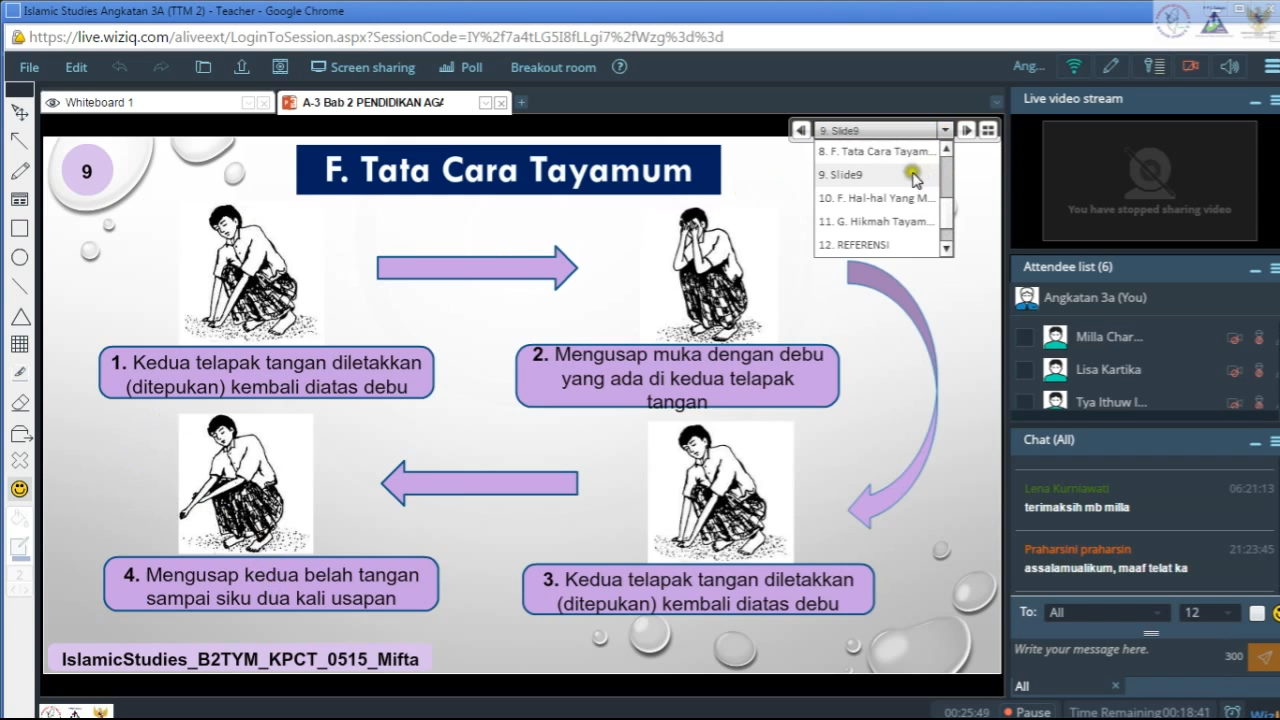 Islamic Studies Angkatan 3A (TTM 2) - Teacher - Google Chrome
https://live.wiziq.com/aliveext/LoginToSession.aspx?SessionCode=IY%2f7a4tLG5I8fLLgi7%2fWzg%3d%3d
File Edit Screen sharing Poll Breakout room Ang...
Whiteboard 1
A-3 Bab 2 PENDIDIKAN AGA
Live video stream
You have stopped sharing video
9. Slide9
8. F. Tata Cara Tayam...
9. Slide9
10. F. Hal-hal Yang M...
11. G. Hikmah Tayam...
12. REFERENSI
9
F. Tata Cara Tayamum
1. Kedua telapak tangan diletakkan
(ditepukan) kembali diatas debu
2. Mengusap muka dengan debu
yang ada di kedua telapak
tangan
4. Mengusap kedua belah tangan
sampai siku dua kali usapan
3. Kedua telapak tangan diletakkan
(ditepukan) kembali diatas debu
IslamicStudies_B2TYM_KPCT_0515_Mifta
Attendee list (6)
Angkatan 3a (You)
Milla Char...
Lisa Kartika
Tya Ithuw I...
Chat (All)
Lena Kurniawati 06:21:13
terimaksih mb milla
Praharsini praharsin 21:23:45
assalamualikum, maaf telat ka
To: All 12
Write your message here. 300
All
00:25:49 Pause Time Remaining00:18:41